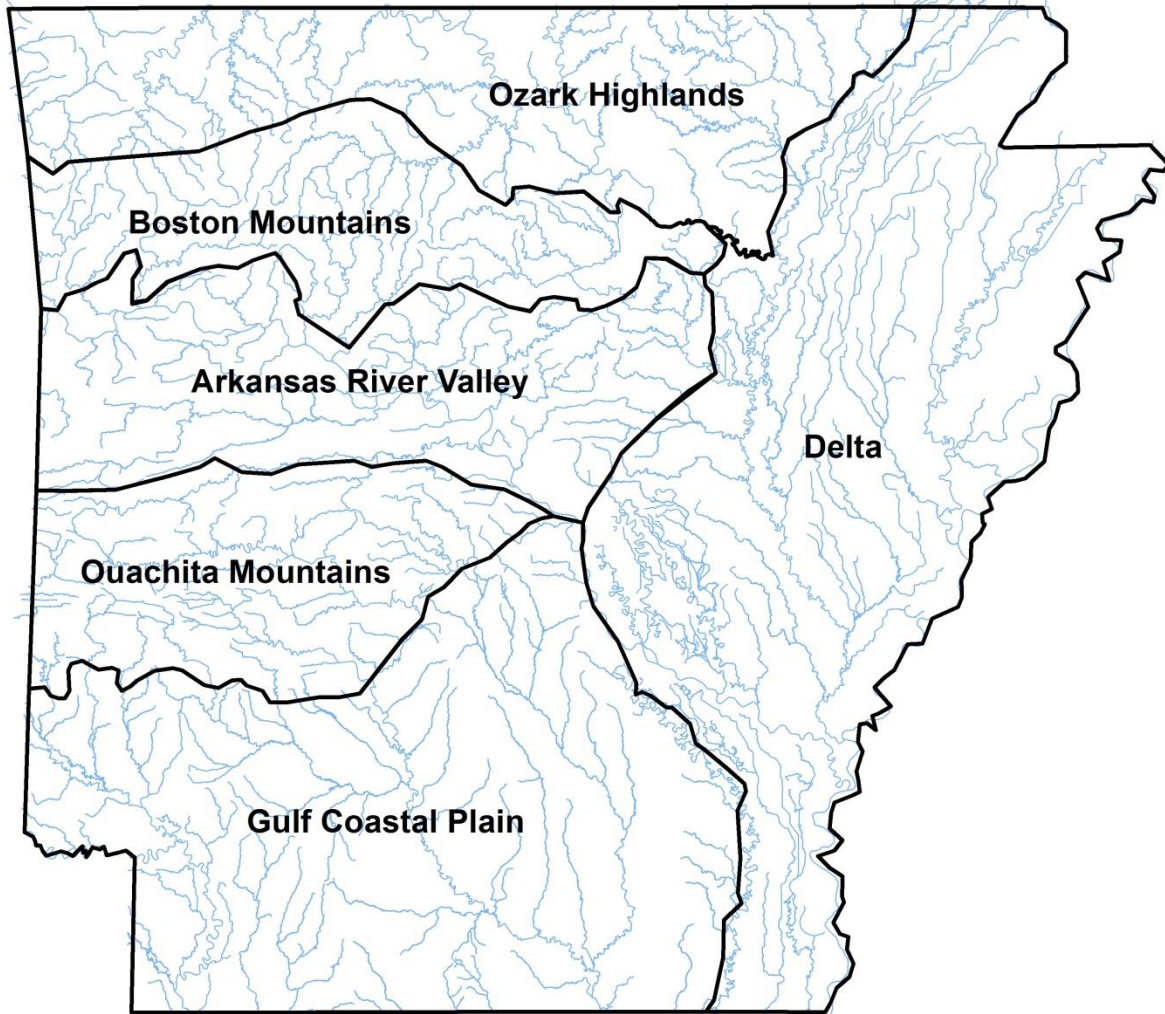 Ozark Highlands
Boston Mountains
Arkansas River Valley
Delta
Ouachita Mountains
Gulf Coastal Plain